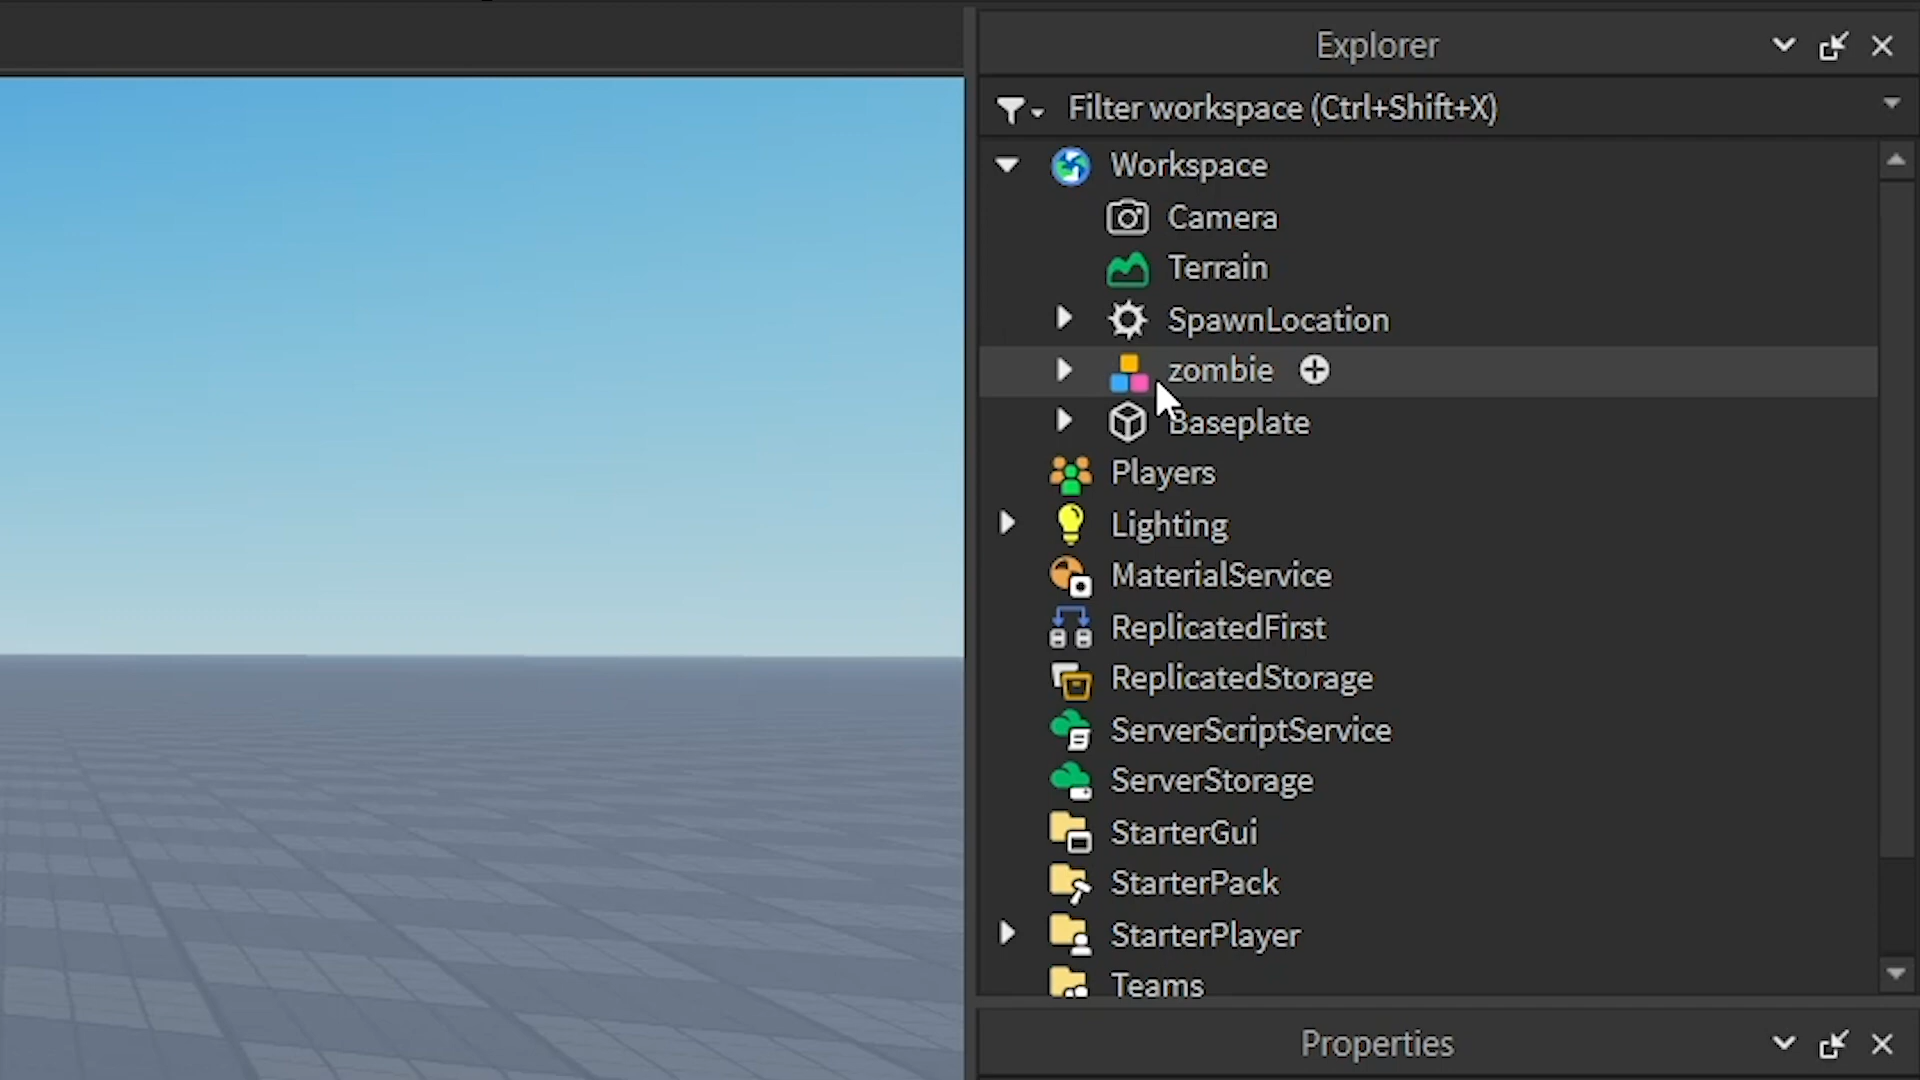 Explorer
Filter workspace (Ctrl+Shift+X)
Workspace
Camera
Terrain
SpawnLocation
zombie
Baseplate
Players
Lighting
MaterialService
ReplicatedFirst
ReplicatedStorage
ServerScriptService
ServerStorage
StarterGui
StarterPack
StarterPlayer
Teams
Properties